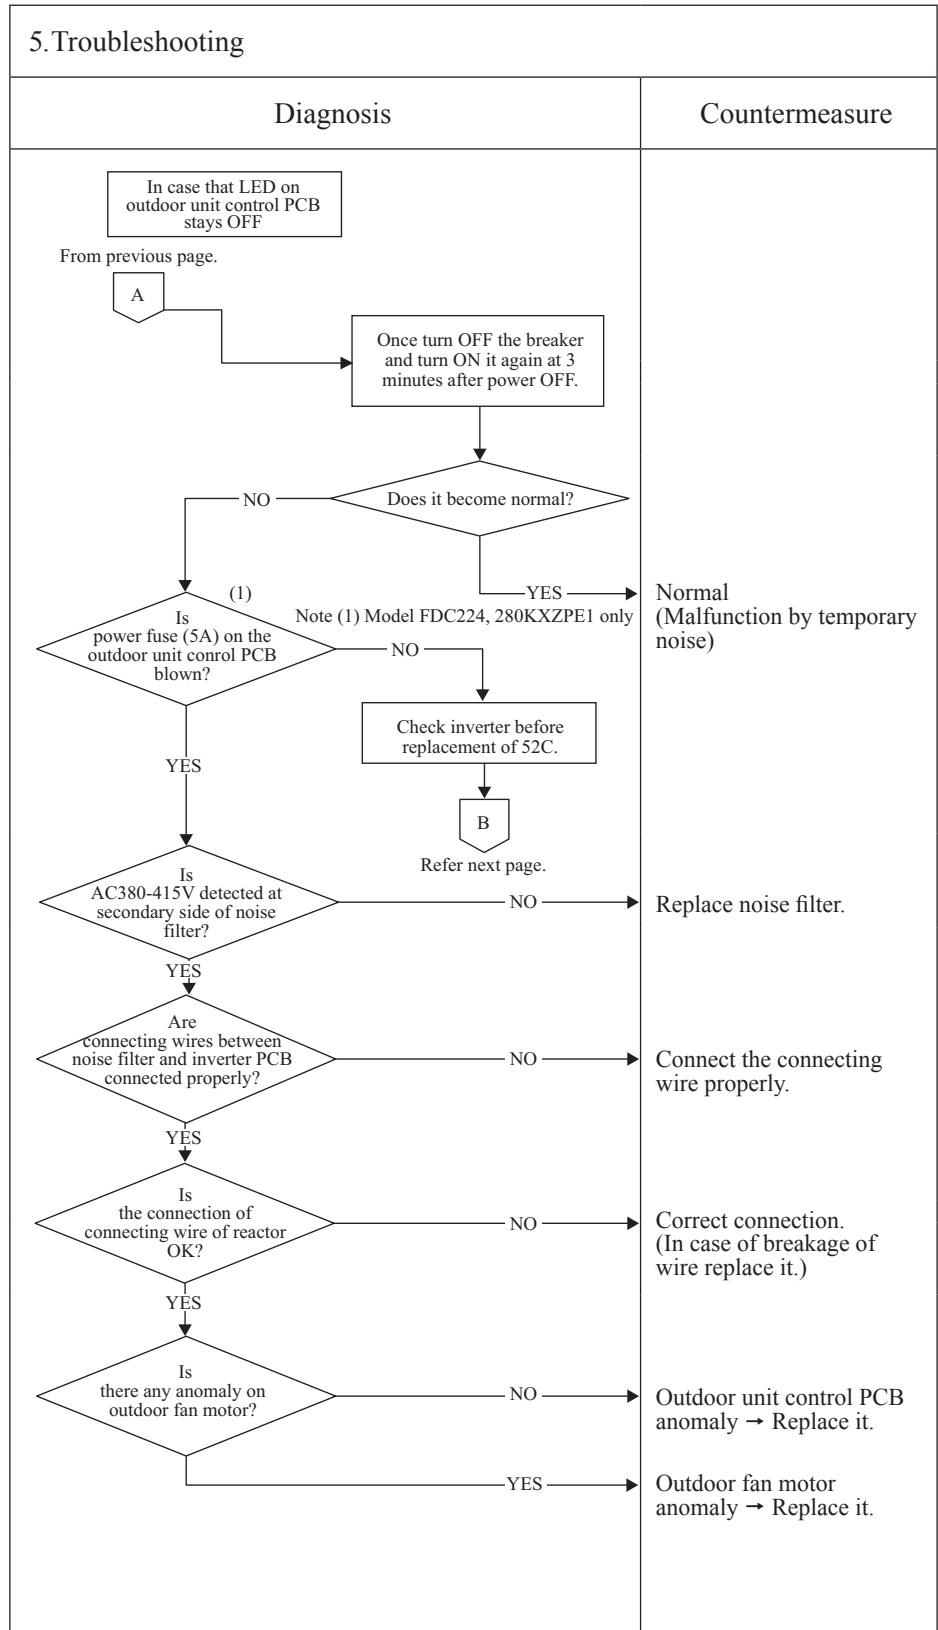 5.Troubleshooting
Diagnosis
Countermeasure
In case that LED on
outdoor unit control PCB
stays OFF
From previous page.
A
Once turn OFF the breaker
and turn ON it again at 3
minutes after power OFF.
Does it become normal?
NO
YES
Normal
(Malfunction by temporary
noise)
(1)
Note (1) Model FDC224, 280KXZPE1 only
Is
power fuse (5A) on the
outdoor unit conrol PCB
blown?
NO
Check inverter before
replacement of 52C.
YES
B
Refer next page.
Is
AC380-415V detected at
secondary side of noise
filter?
NO
Replace noise filter.
YES
Are
connecting wires between
noise filter and inverter PCB
connected properly?
NO
Connect the connecting
wire properly.
YES
Is
the connection of
connecting wire of reactor
OK?
NO
Correct connection.
(In case of breakage of
wire replace it.)
YES
Is
there any anomaly on
outdoor fan motor?
NO
Outdoor unit control PCB
anomaly → Replace it.
YES
Outdoor fan motor
anomaly → Replace it.